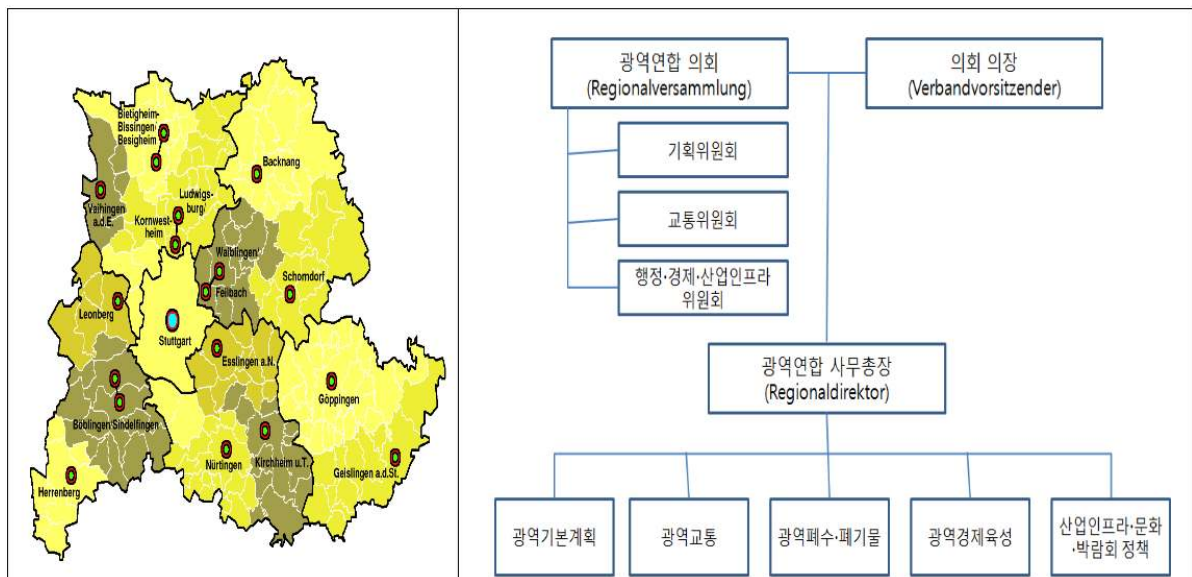 Bietigheim-
Bissingen/
Besigheim
Backnang
Vaihingen
a.d.E.
Ludwigs-
burg/
Kornwest-
heim
Waiblingen/
Fellbach
Schorndorf
Leonberg
Stuttgart
Esslingen a.N.
Göppingen
Böblingen/Sindelfingen
Nürtingen
Kirchheim u.T.
Geislingen a.d.St.
Herrenberg
광역연합 의회
(Regionalversammlung)
의회 의장
(Verbandvorsitzender)
기획위원회
교통위원회
행정·경제·산업인프라
위원회
광역연합 사무총장
(Regionaldirektor)
광역기본계획
광역교통
광역폐수·폐기물
광역경제육성
산업인프라·문화
·박람회 정책